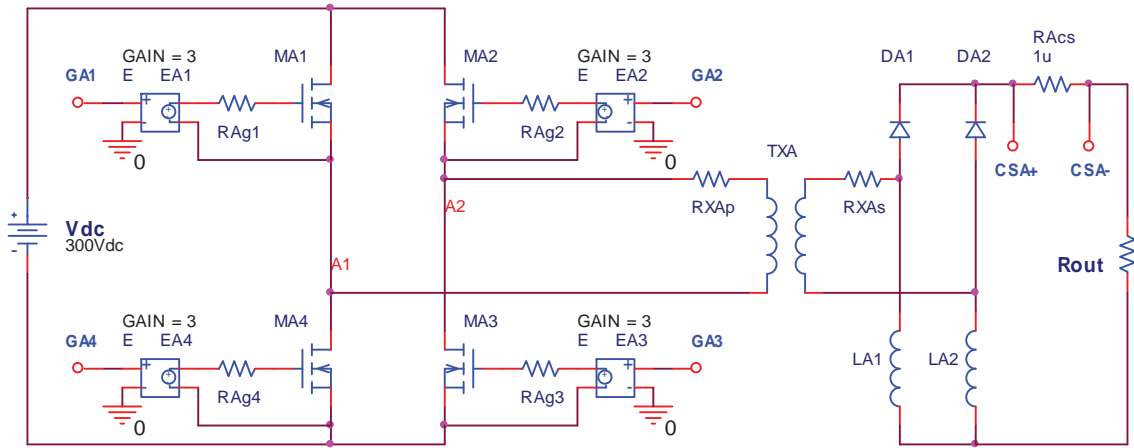 RAcs
1u
DA1
DA2
MA1
MA2
GAIN = 3
E
EA1
GA1
GAIN = 3
E
EA2
GA2
RAg1
RAg2
0
0
TXA
CSA+
CSA-
RXAp
RXAs
A2
+
-
Vdc
300Vdc
A1
Rout
MA4
MA3
GAIN = 3
E
EA4
GA4
GAIN = 3
E
EA3
GA3
RAg4
RAg3
0
0
LA1
LA2